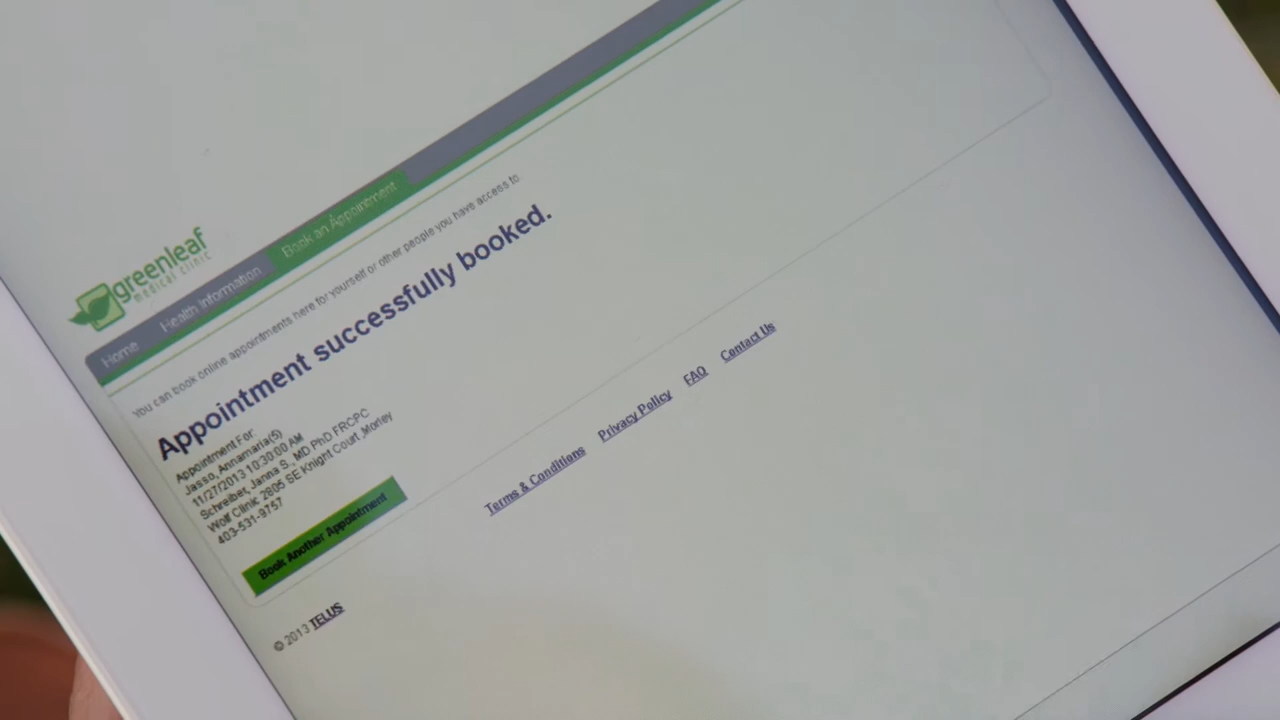 greenleaf
medical clinic
Home Health Information Book an Appointment
You can book online appointments here for yourself or other people you have access to.
Appointment successfully booked.
Appointment For:
Jasso, Annamaria(5)
11/27/2013 10:30:00 AM
Schreiber, Janna S., MD PhD FRCPC
Wolf Clinic 2805 SE Knight Court ,Morley
403-531-9757
Book Another Appointment
Terms & Conditions Privacy Policy FAQ Contact Us
© 2013 TELUS